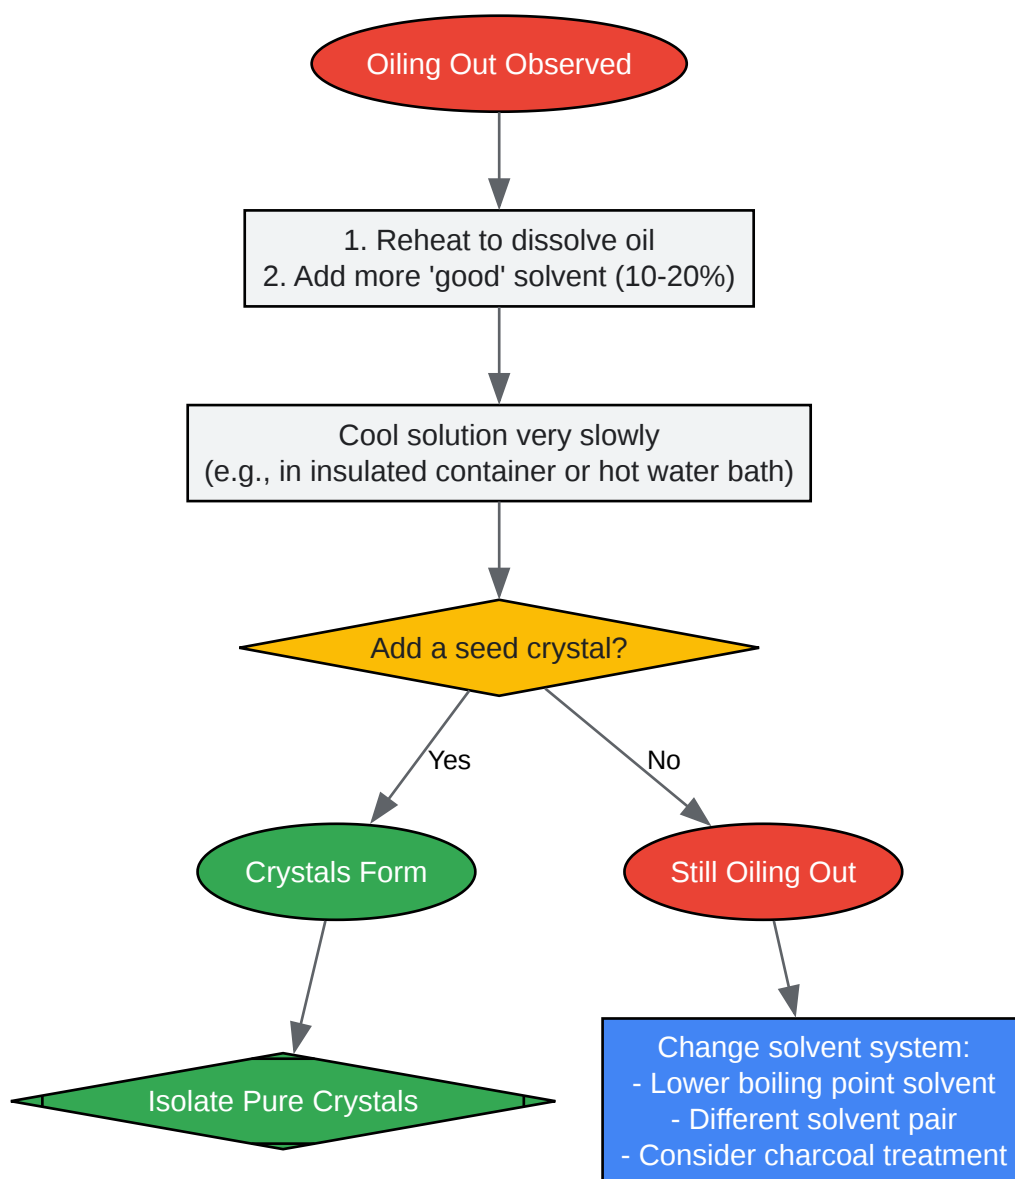 Oiling Out Observed
1. Reheat to dissolve oil
2. Add more 'good' solvent (10-20%)
Cool solution very slowly
(e.g., in insulated container or hot water bath)
Add a seed crystal?
Yes
No
Crystals Form
Still Oiling Out
Isolate Pure Crystals
Change solvent system:
- Lower boiling point solvent
- Different solvent pair
- Consider charcoal treatment